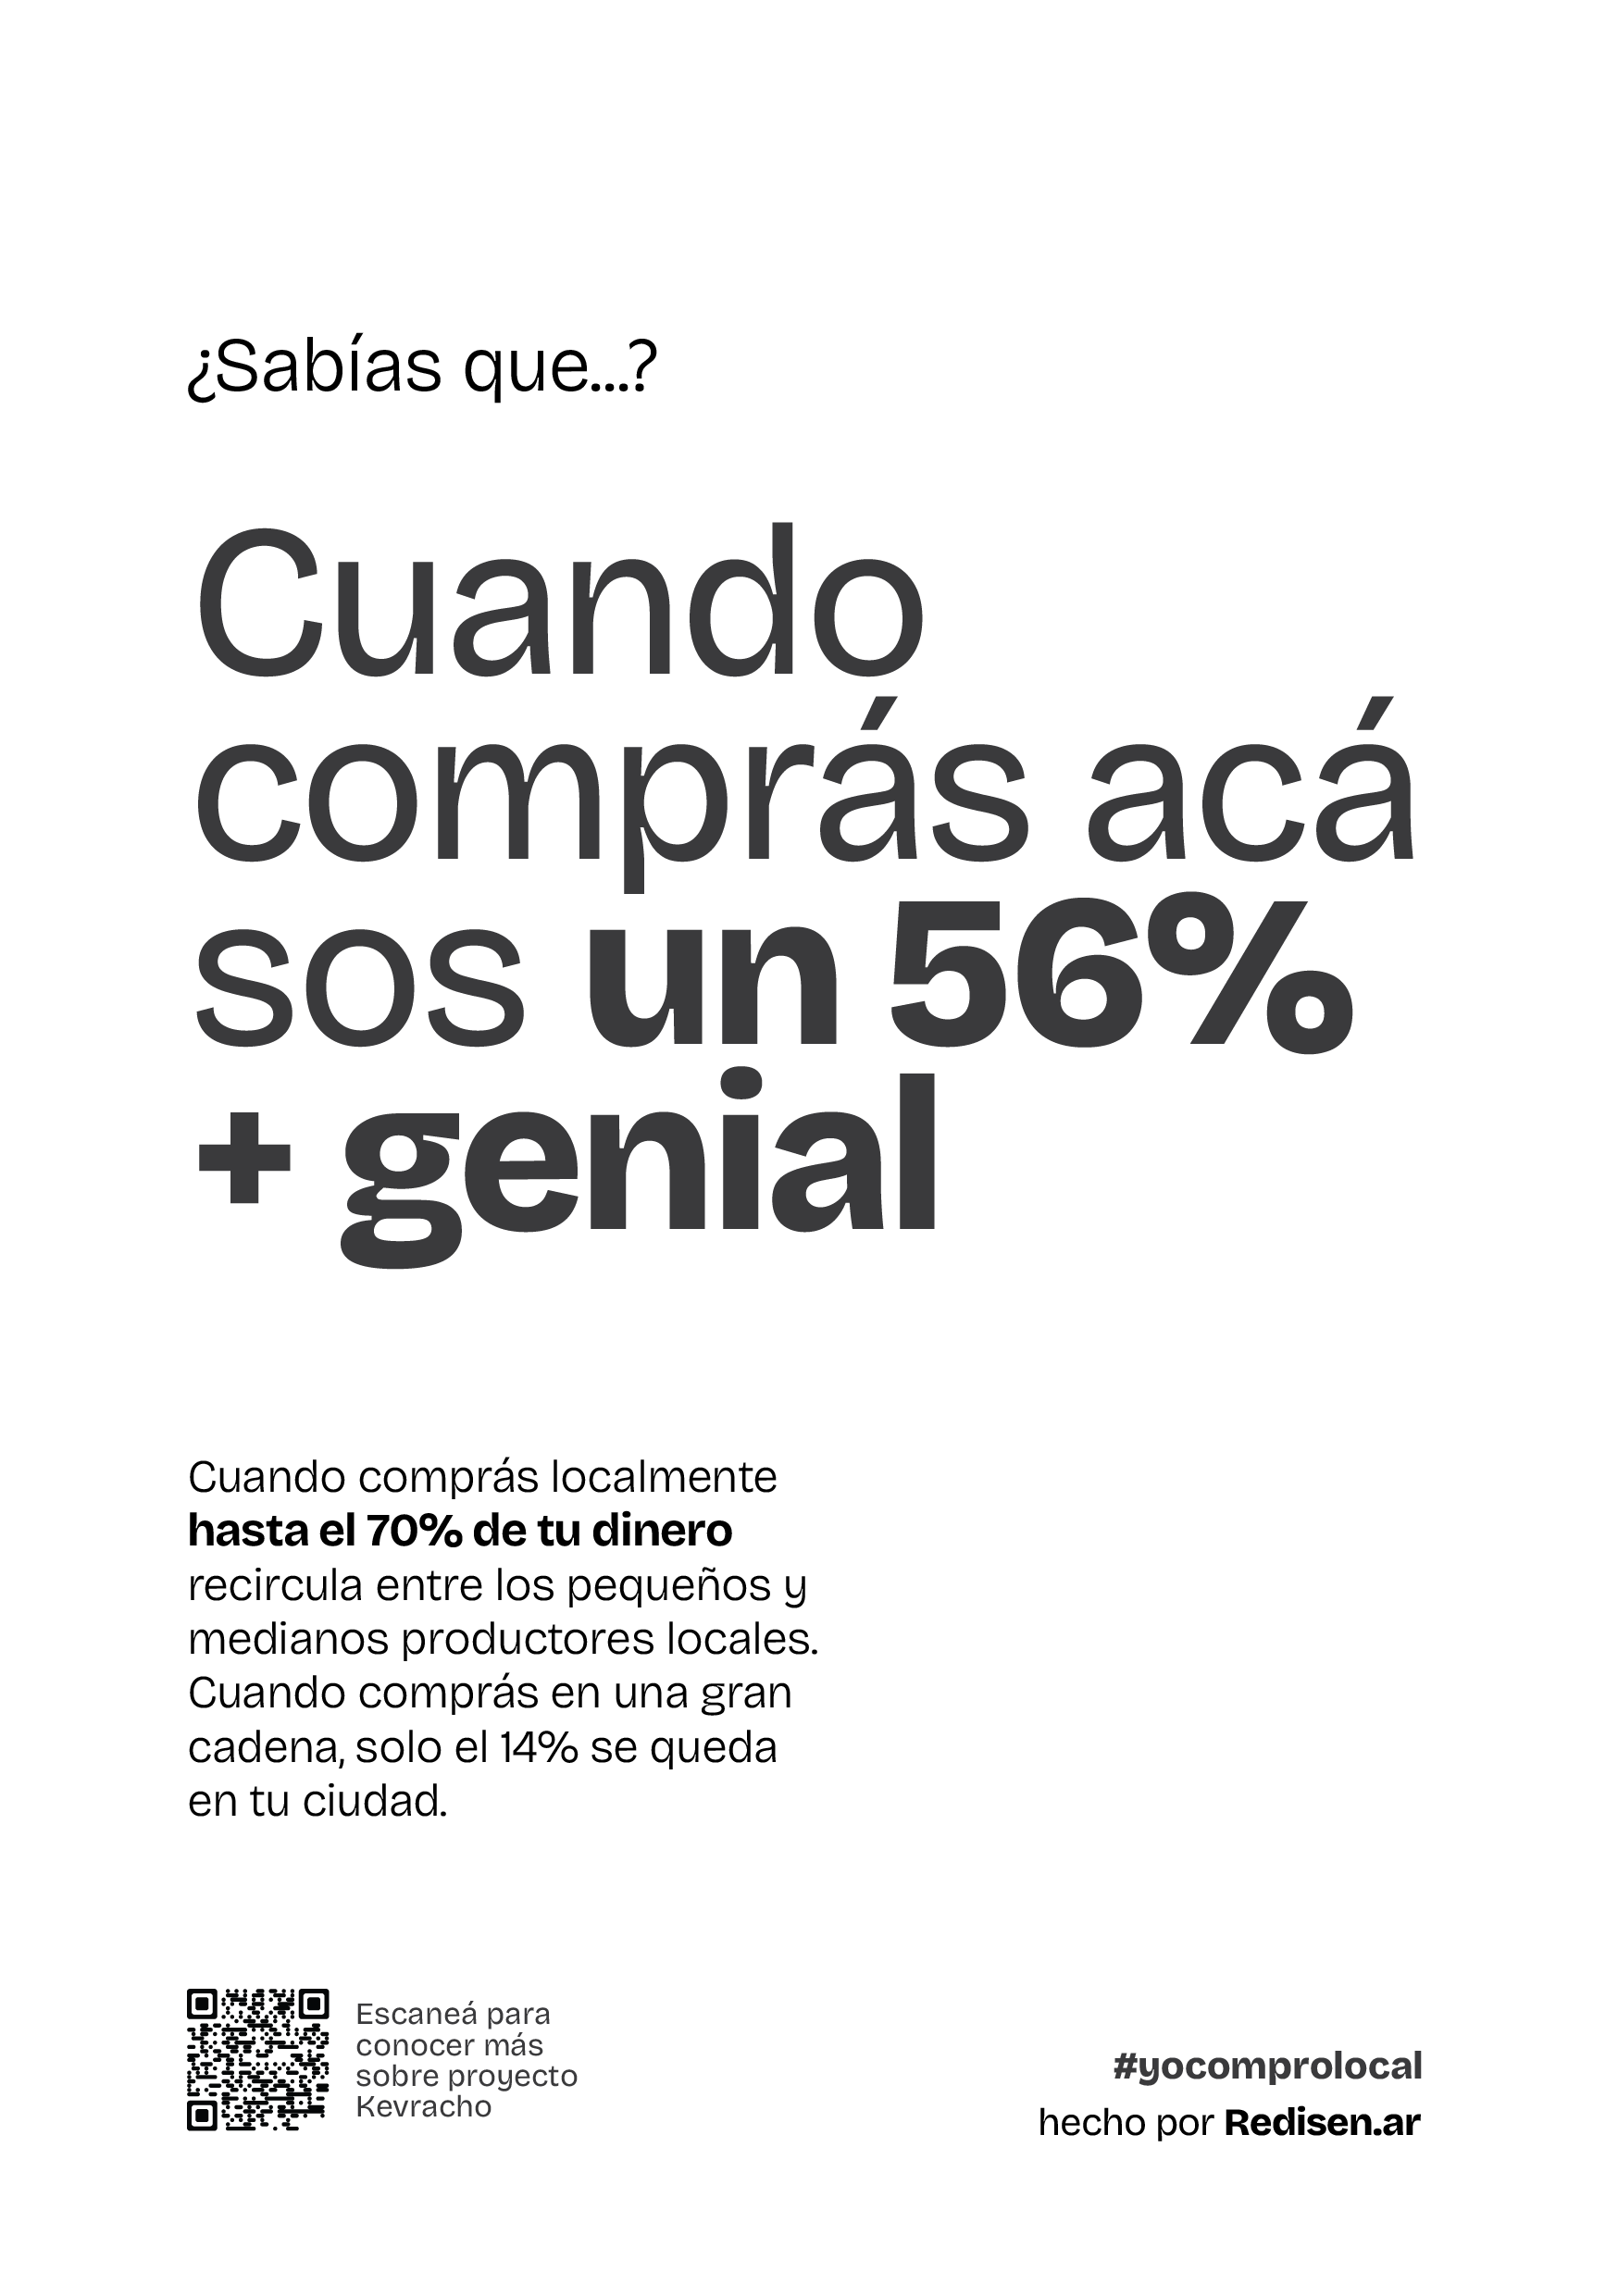 ¿Sabías que...?
Cuando
comprás acá
sos un 56%
+ genial
Cuando comprás localmente
hasta el 70% de tu dinero
recircula entre los pequeños y
medianos productores locales.
Cuando comprás en una gran
cadena, solo el 14% se queda
en tu ciudad.
Escaneá para
conocer más
sobre proyecto
Kevracho
#yocomprolocal
hecho por Redisen.ar